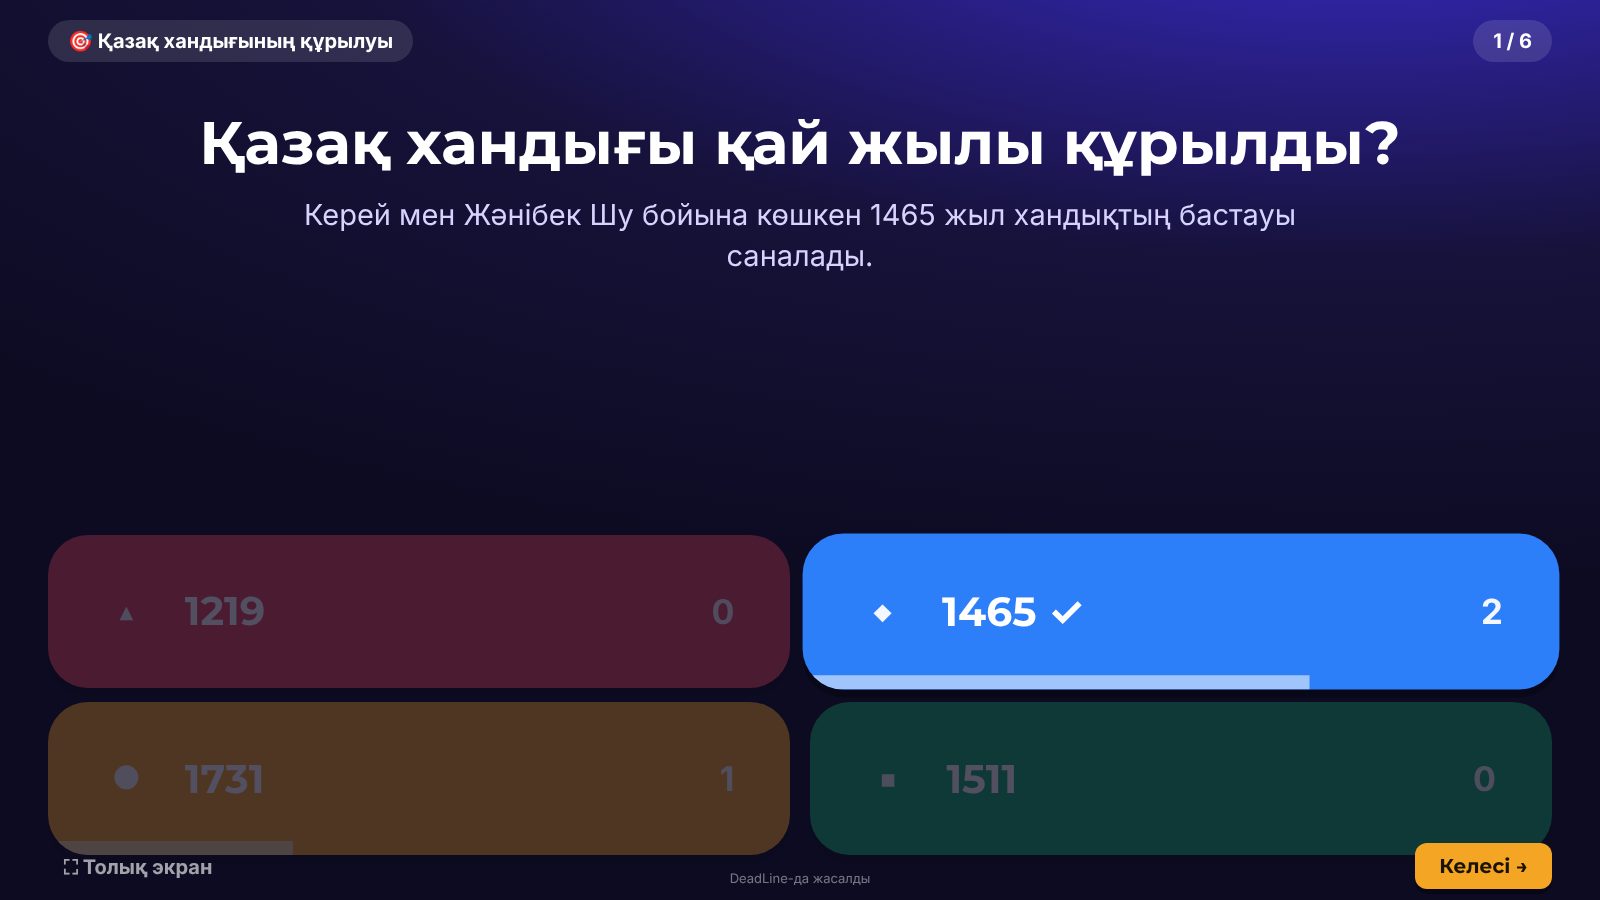 🎯 Қазақ хандығының құрылуы
1 / 6
Қазақ хандығы қай жылы құрылды?
Керей мен Жәнібек Шу бойына көшкен 1465 жыл хандықтың бастауы
саналады.
▲ 1219 0
◆ 1465 ✓ 2
● 1731 1
■ 1511 0
⛶ Толық экран
DeadLine-да жасалды
Келесі →